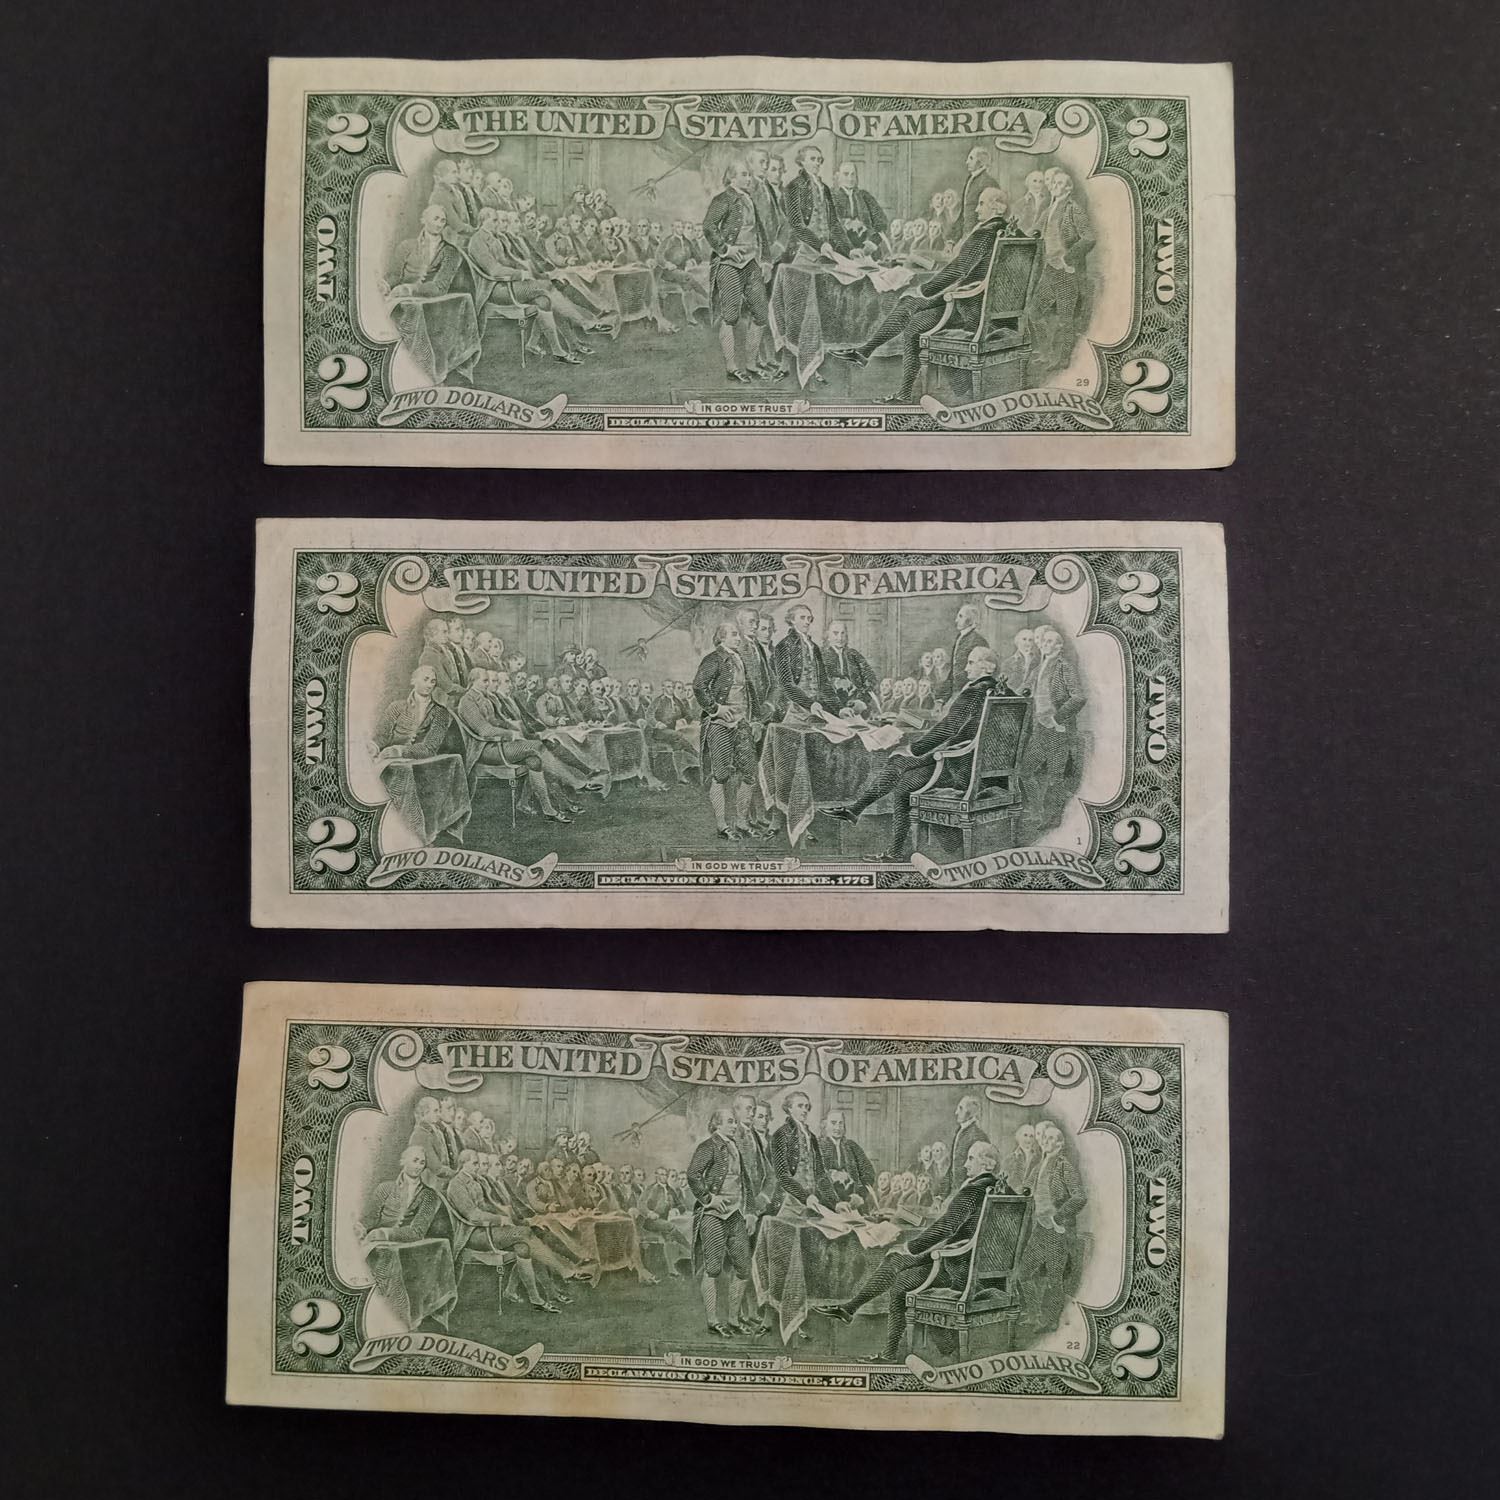 2 THE UNITED STATES OF AMERICA 2
TWO TWO
29
2 TWO DOLLARS IN GOD WE TRUST TWO DOLLARS 2
DECLARATION OF INDEPENDENCE, 1776
2 THE UNITED STATES OF AMERICA 2
TWO TWO
1
2 TWO DOLLARS IN GOD WE TRUST TWO DOLLARS 2
DECLARATION OF INDEPENDENCE, 1776
2 THE UNITED STATES OF AMERICA 2
TWO TWO
22
2 TWO DOLLARS IN GOD WE TRUST TWO DOLLARS 2
DECLARATION OF INDEPENDENCE, 1776